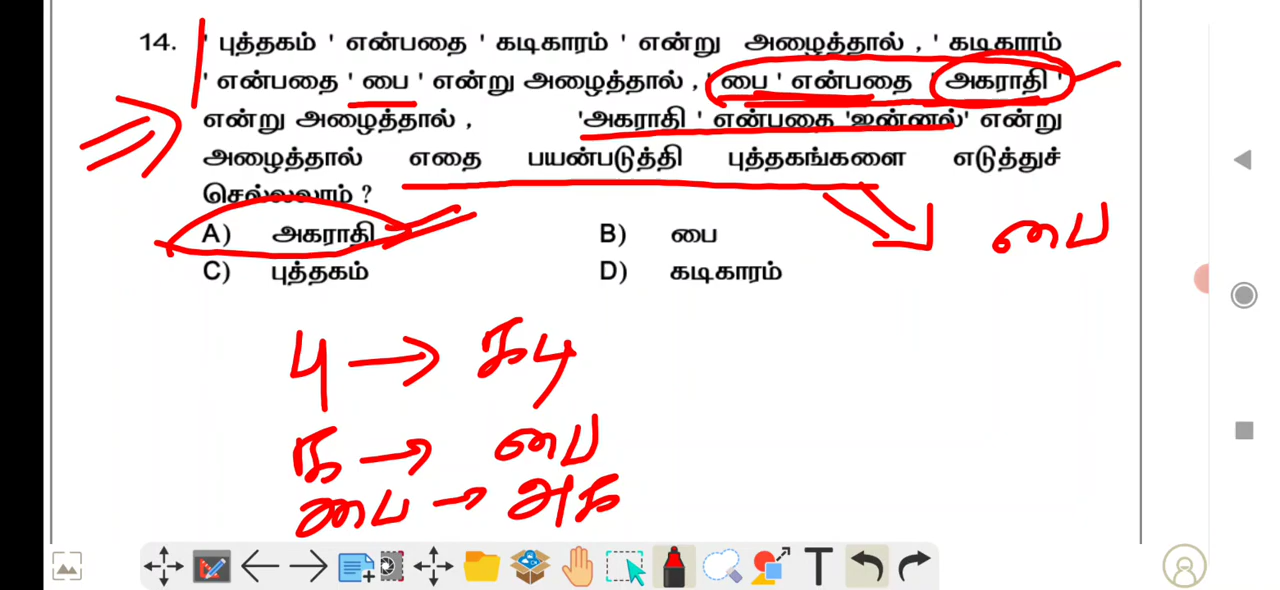 14. ' புத்தகம் ' என்பதை ' கடிகாரம் ' என்று அழைத்தால் , ' கடிகாரம்
' என்பதை ' பை ' என்று அழைத்தால் , ' பை ' என்பதை ' அகராதி '
என்று அழைத்தால் , 'அகராதி ' என்பதை 'ஜன்னல்' என்று
அழைத்தால் எதை பயன்படுத்தி புத்தகங்களை எடுத்துச்
செல்லலாம் ?
A) அகராதி B) பை
பை
C) புத்தகம் D) கடிகாரம்
பு → கடி
க → பை
பை → அக
T